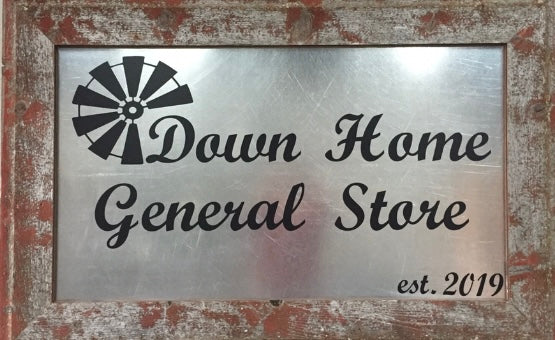 Down Home
General Store
est. 2019